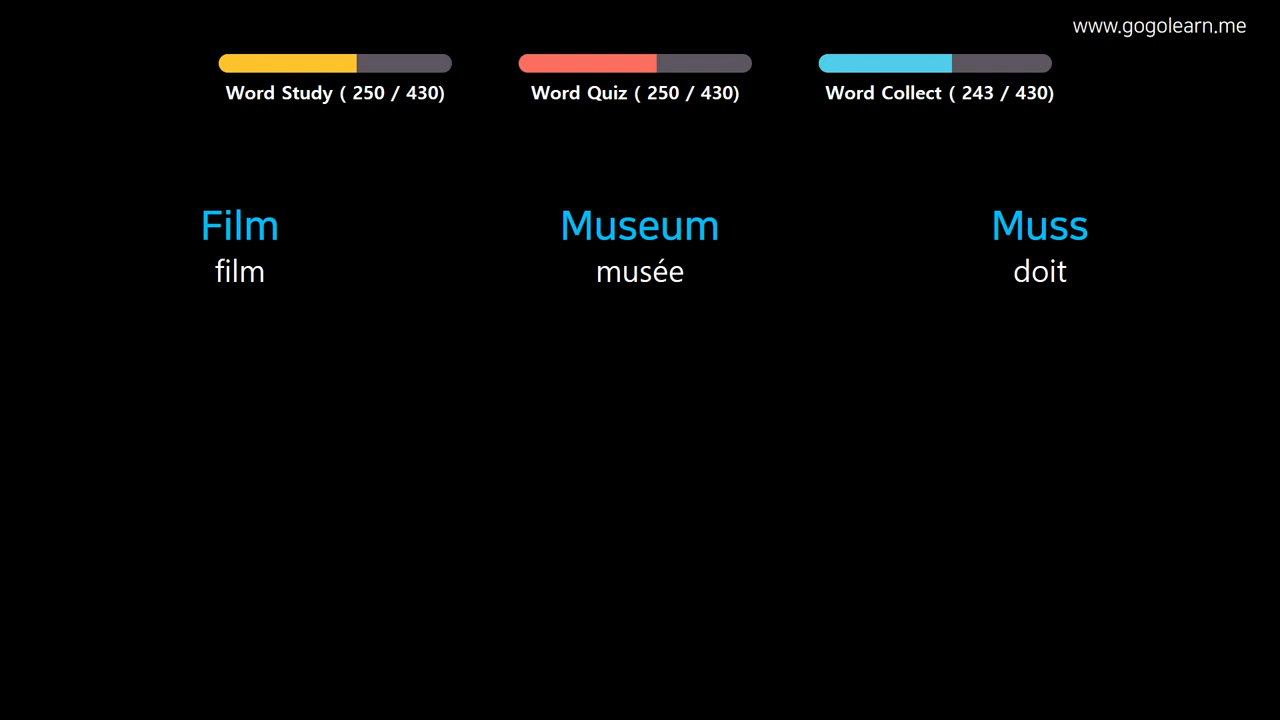 www.gogolearn.me
Word Study ( 250 / 430)
Word Quiz ( 250 / 430)
Word Collect ( 243 / 430)
Film
film
Museum
musée
Muss
doit